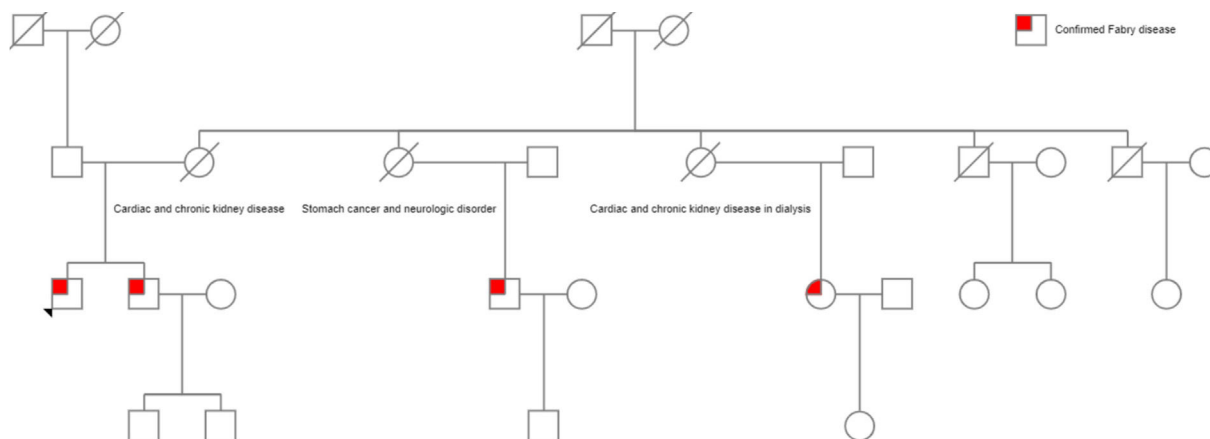 Confirmed Fabry disease
Cardiac and chronic kidney disease
Stomach cancer and neurologic disorder
Cardiac and chronic kidney disease in dialysis